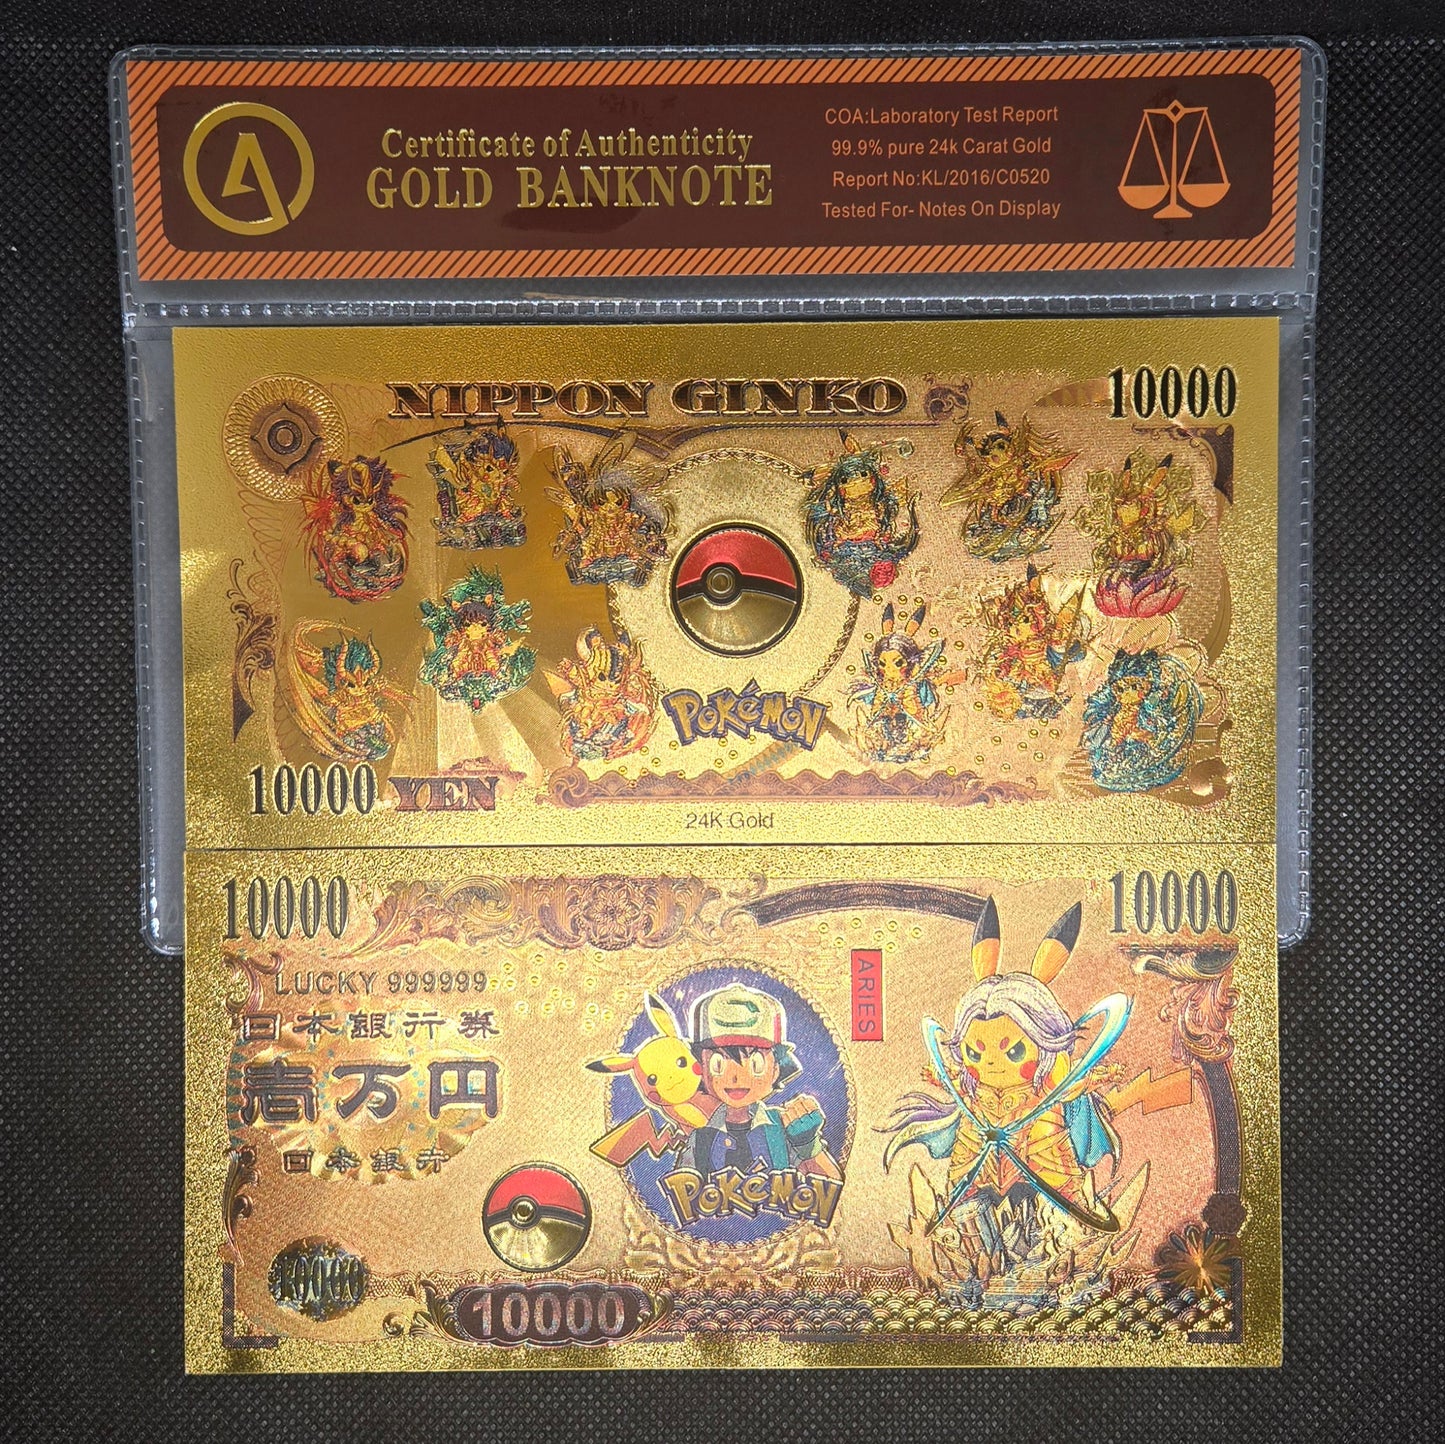 Certificate of Authenticity
GOLD BANKNOTE
COA:Laboratory Test Report
99.9% pure 24k Carat Gold
Report No:KL/2016/C0520
Tested For- Notes On Display
NIPPON GINKO
10000
POKéMON
10000 YEN
24K Gold
10000
10000
LUCKY 999999
日本銀行券
壱万円
日本銀行
ARIES
POKéMON
10000
10000